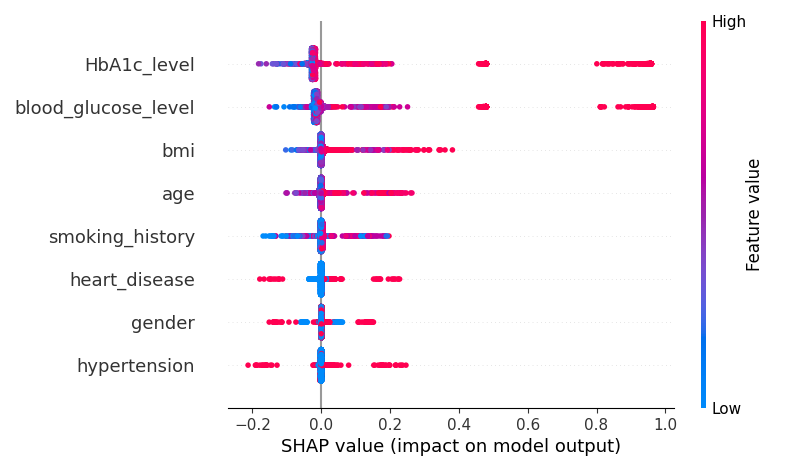 High
HbA1c_level
blood_glucose_level
bmi
age
smoking_history
heart_disease
gender
hypertension
Feature value
Low
−0.2 0.0 0.2 0.4 0.6 0.8 1.0
SHAP value (impact on model output)